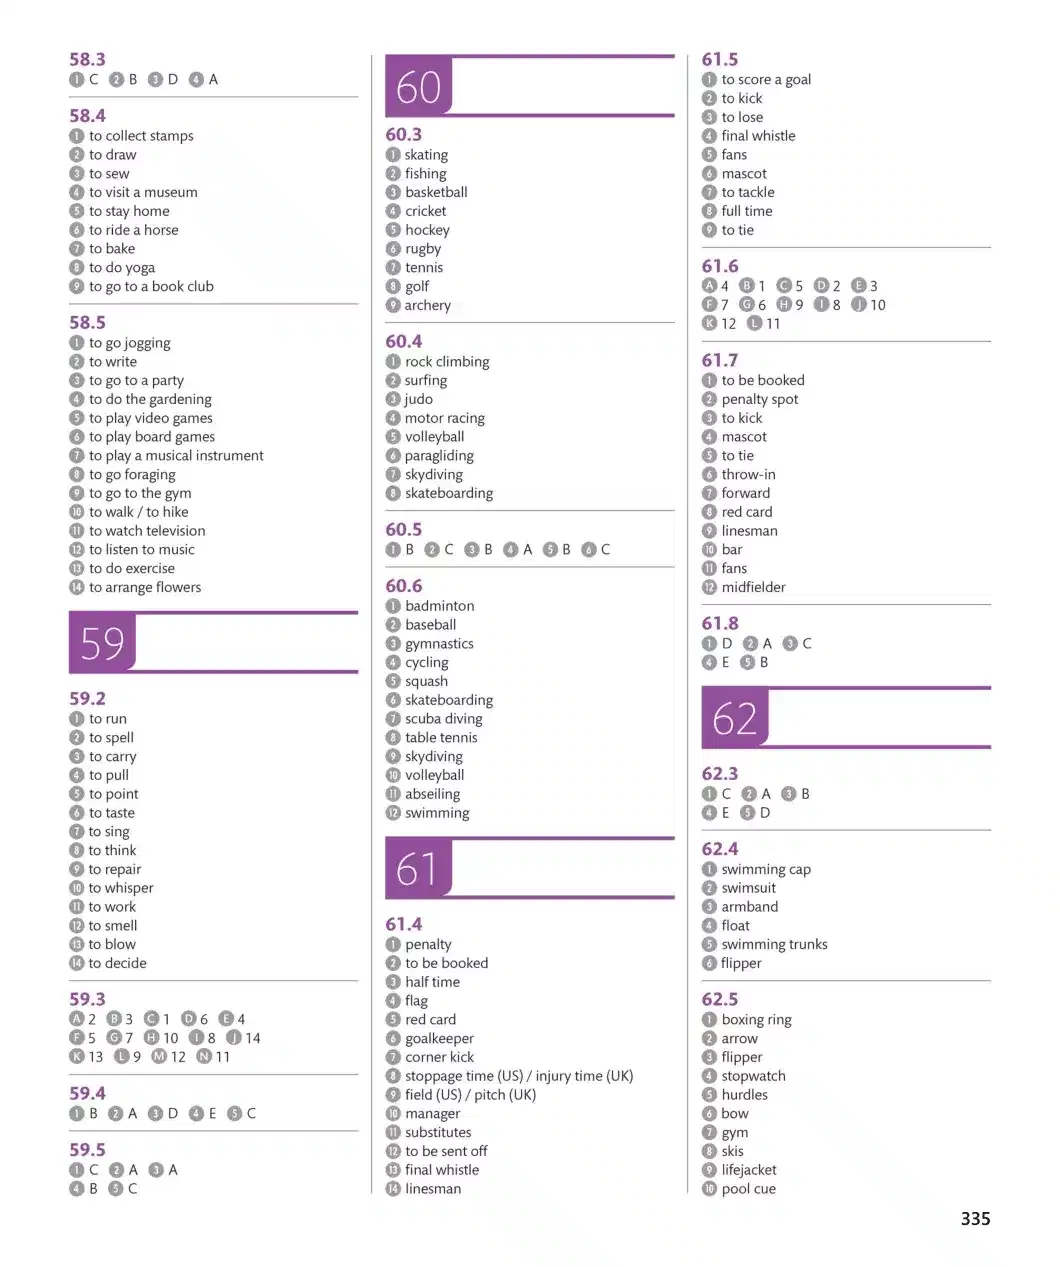 58.3
1 C 2 B 3 D 4 A
58.4
1 to collect stamps
2 to draw
3 to sew
4 to visit a museum
5 to stay home
6 to ride a horse
7 to bake
8 to do yoga
9 to go to a book club
58.5
1 to go jogging
2 to write
3 to go to a party
4 to do the gardening
5 to play video games
6 to play board games
7 to play a musical instrument
8 to go foraging
9 to go to the gym
10 to walk / to hike
11 to watch television
12 to listen to music
13 to do exercise
14 to arrange flowers
59
59.2
1 to run
2 to spell
3 to carry
4 to pull
5 to point
6 to taste
7 to sing
8 to think
9 to repair
10 to whisper
11 to work
12 to smell
13 to blow
14 to decide
59.3
A 2 B 3 C 1 D 6 E 4
F 5 G 7 H 10 I 8 J 14
K 13 L 9 M 12 N 11
59.4
1 B 2 A 3 D 4 E 5 C
59.5
1 C 2 A 3 A
4 B 5 C
60
60.3
1 skating
2 fishing
3 basketball
4 cricket
5 hockey
6 rugby
7 tennis
8 golf
9 archery
60.4
1 rock climbing
2 surfing
3 judo
4 motor racing
5 volleyball
6 paragliding
7 skydiving
8 skateboarding
60.5
1 B 2 C 3 B 4 A 5 B 6 C
60.6
1 badminton
2 baseball
3 gymnastics
4 cycling
5 squash
6 skateboarding
7 scuba diving
8 table tennis
9 skydiving
10 volleyball
11 abseiling
12 swimming
61
61.4
1 penalty
2 to be booked
3 half time
4 flag
5 red card
6 goalkeeper
7 corner kick
8 stoppage time (US) / injury time (UK)
9 field (US) / pitch (UK)
10 manager
11 substitutes
12 to be sent off
13 final whistle
14 linesman
61.5
1 to score a goal
2 to kick
3 to lose
4 final whistle
5 fans
6 mascot
7 to tackle
8 full time
9 to tie
61.6
A 4 B 1 C 5 D 2 E 3
F 7 G 6 H 9 I 8 J 10
K 12 L 11
61.7
1 to be booked
2 penalty spot
3 to kick
4 mascot
5 to tie
6 throw-in
7 forward
8 red card
9 linesman
10 bar
11 fans
12 midfielder
61.8
1 D 2 A 3 C
4 E 5 B
62
62.3
1 C 2 A 3 B
4 E 5 D
62.4
1 swimming cap
2 swimsuit
3 armband
4 float
5 swimming trunks
6 flipper
62.5
1 boxing ring
2 arrow
3 flipper
4 stopwatch
5 hurdles
6 bow
7 gym
8 skis
9 lifejacket
10 pool cue
335